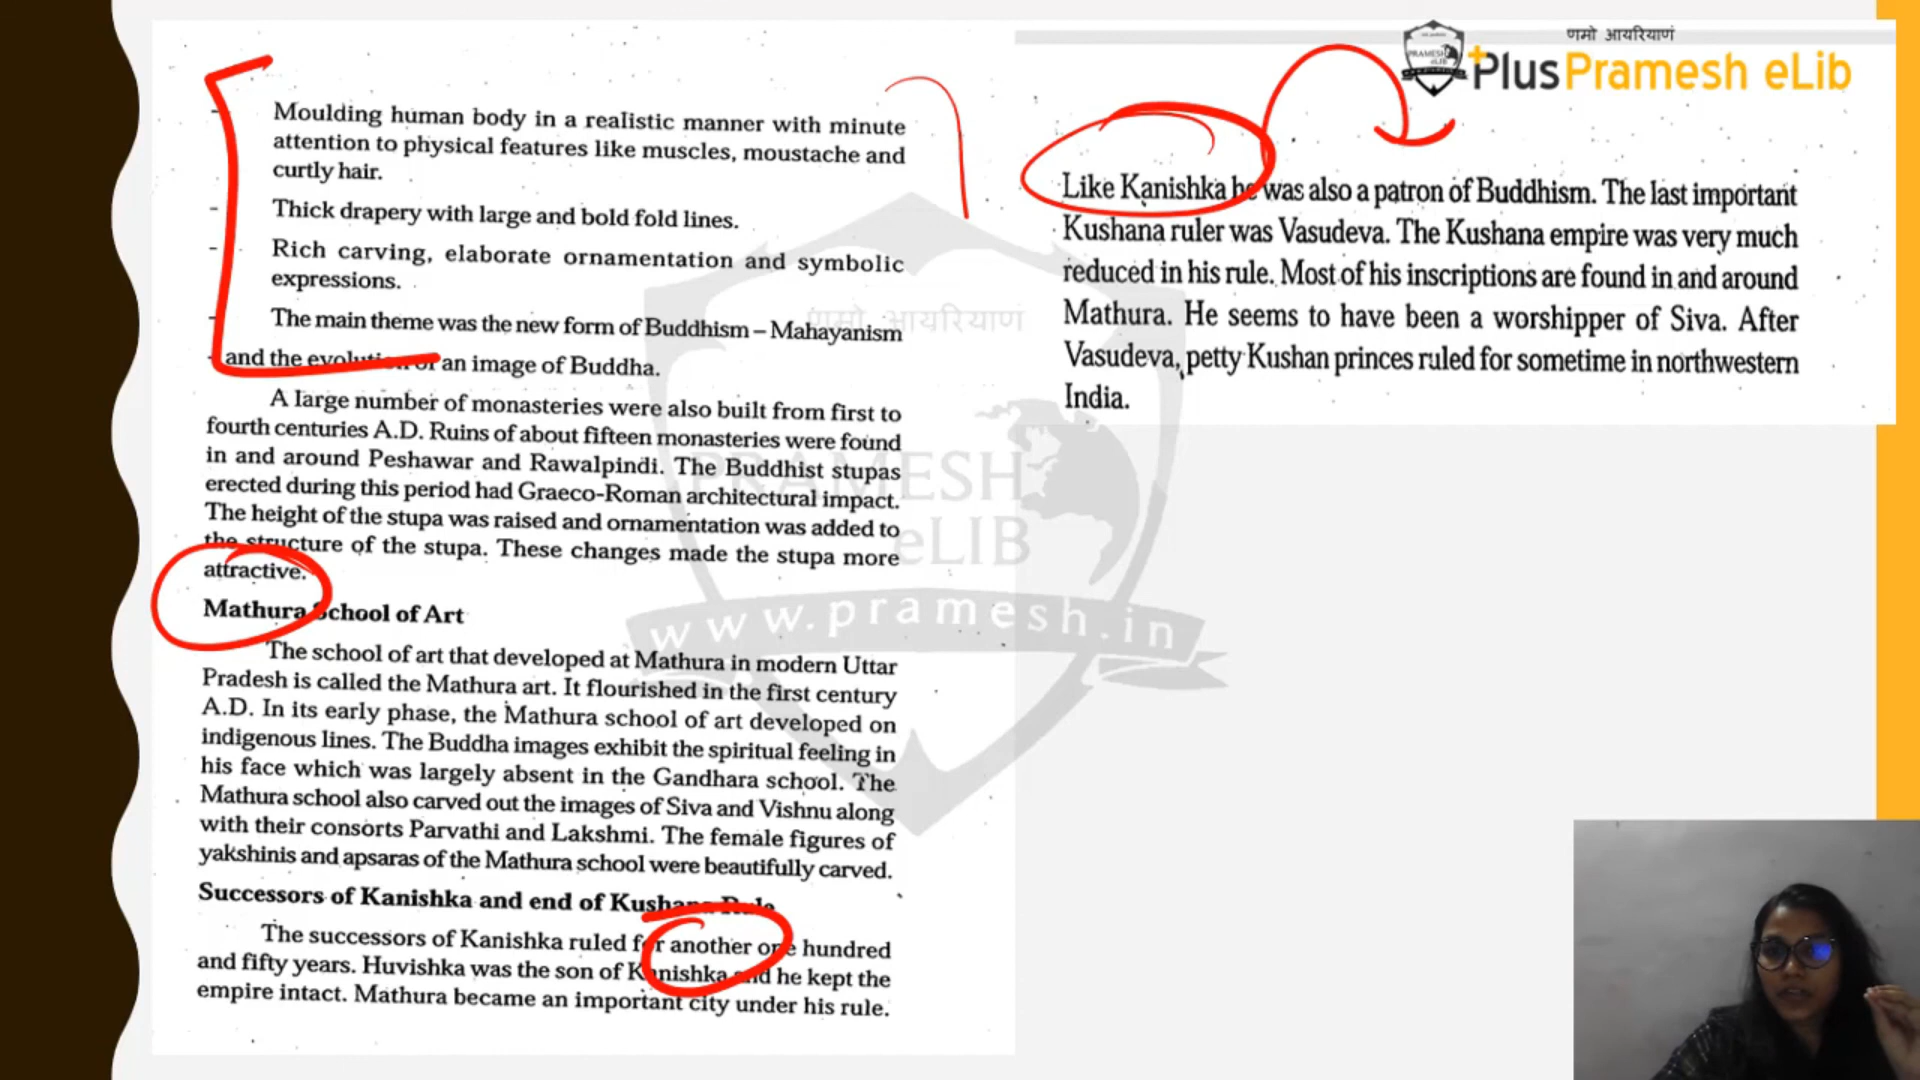 Moulding human body in a realistic manner with minute
attention to physical features like muscles, moustache and
curtly hair.
- Thick drapery with large and bold fold lines.
- Rich carving, elaborate ornamentation and symbolic
expressions.
The main theme was the new form of Buddhism – Mahayanism
and the evolution of an image of Buddha.
A large number of monasteries were also built from first to
fourth centuries A.D. Ruins of about fifteen monasteries were found
in and around Peshawar and Rawalpindi. The Buddhist stupas
erected during this period had Graeco-Roman architectural impact.
The height of the stupa was raised and ornamentation was added to
the structure of the stupa. These changes made the stupa more
attractive.
Mathura School of Art
The school of art that developed at Mathura in modern Uttar
Pradesh is called the Mathura art. It flourished in the first century
A.D. In its early phase, the Mathura school of art developed on
indigenous lines. The Buddha images exhibit the spiritual feeling in
his face which was largely absent in the Gandhara school. The
Mathura school also carved out the images of Siva and Vishnu along
with their consorts Parvathi and Lakshmi. The female figures of
yakshinis and apsaras of the Mathura school were beautifully carved.
Successors of Kanishka and end of Kushana Rule
The successors of Kanishka ruled for another one hundred
and fifty years. Huvishka was the son of Kanishka and he kept the
empire intact. Mathura became an important city under his rule.
णमो आयरियाणं
PRAMESH
eLIB
Plus Pramesh eLib
Like Kanishka he was also a patron of Buddhism. The last important
Kushana ruler was Vasudeva. The Kushana empire was very much
reduced in his rule. Most of his inscriptions are found in and around
Mathura. He seems to have been a worshipper of Siva. After
Vasudeva, petty Kushan princes ruled for sometime in northwestern
India.
णमो आयरियाण
PRAMESH
eLIB
www.pramesh.in